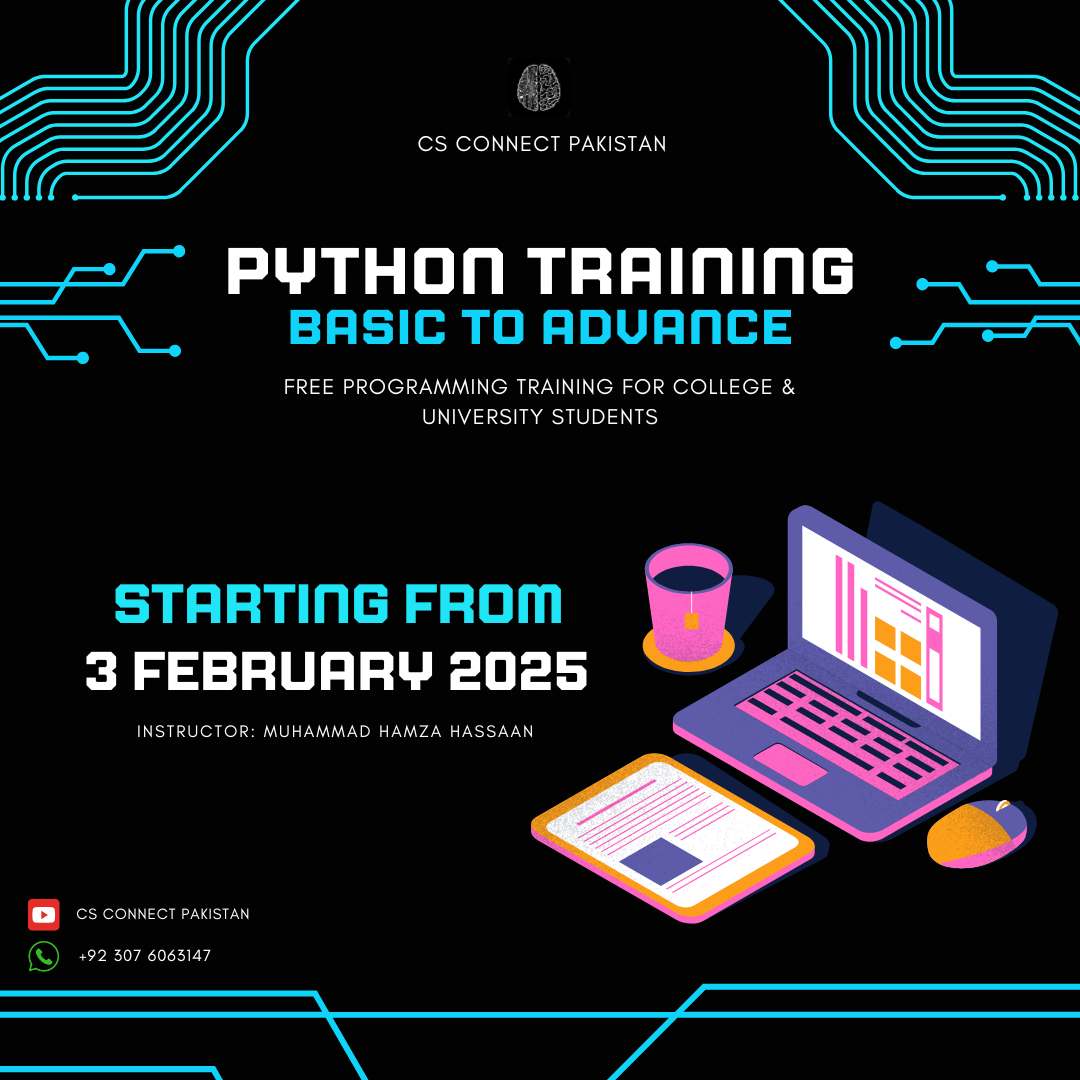 CS CONNECT PAKISTAN
PYTHON TRAINING
BASIC TO ADVANCE
FREE PROGRAMMING TRAINING FOR COLLEGE &
UNIVERSITY STUDENTS
STARTING FROM
3 FEBRUARY 2025
INSTRUCTOR: MUHAMMAD HAMZA HASSAAN
CS CONNECT PAKISTAN
+92 307 6063147